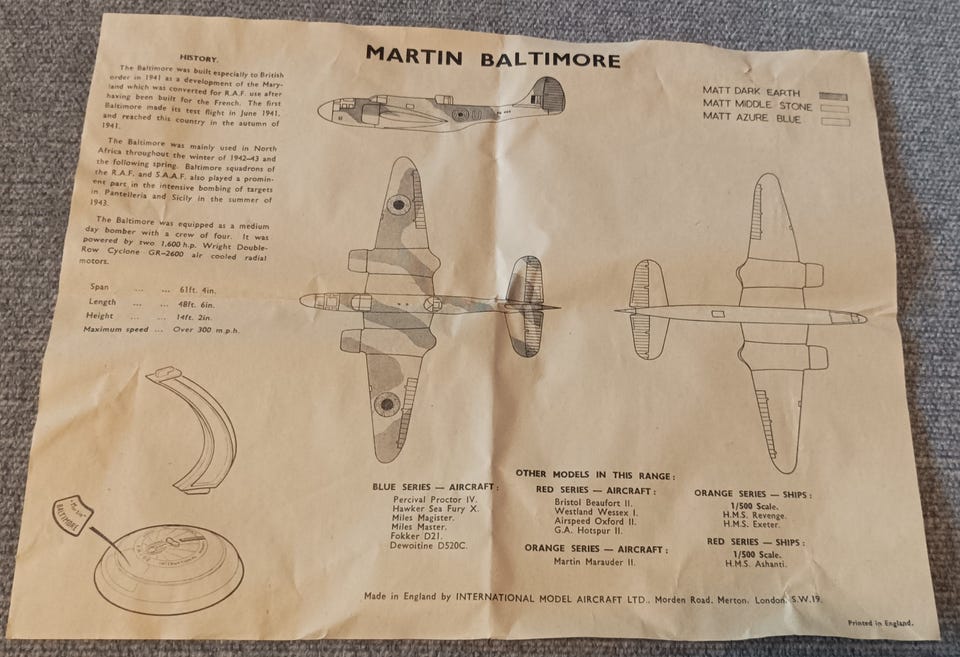 MARTIN BALTIMORE
HISTORY.
The Baltimore was built especially to British
order in 1941 as a development of the Mary-
land which was converted for R.A.F. use after
having been built for the French. The first
Baltimore made its test flight in June 1941,
and reached this country in the autumn of
1941.
The Baltimore was mainly used in North
Africa throughout the winter of 1942-43 and
the following spring. Baltimore squadrons of
the R.A.F. and S.A.A.F. also played a promin-
ent part in the intensive bombing of targets
in Pantelleria and Sicily in the summer of
1943.
The Baltimore was equipped as a medium
day bomber with a crew of four. It was
powered by two 1,600 h.p. Wright Double-
Row Cyclone GR-2600 air cooled radial
motors.
Span ... ... 61ft. 4in.
Length ... ... 48ft. 6in.
Height ... ... 14ft. 2in.
Maximum speed ... Over 300 m.p.h.
MATT DARK EARTH
MATT MIDDLE STONE
MATT AZURE BLUE
BALTIMORE
OTHER MODELS IN THIS RANGE:
BLUE SERIES — AIRCRAFT:
Percival Proctor IV.
Hawker Sea Fury X.
Miles Magister.
Miles Master.
Fokker D21.
Dewoitine D520C.
RED SERIES — AIRCRAFT:
Bristol Beaufort II.
Westland Wessex I.
Airspeed Oxford II.
G.A. Hotspur II.
ORANGE SERIES — AIRCRAFT:
Martin Marauder II.
ORANGE SERIES — SHIPS:
1/500 Scale.
H.M.S. Revenge.
H.M.S. Exeter.
RED SERIES — SHIPS:
1/500 Scale.
H.M.S. Ashanti.
Made in England by INTERNATIONAL MODEL AIRCRAFT LTD., Morden Road, Merton, London, S.W.19.
Printed in England.